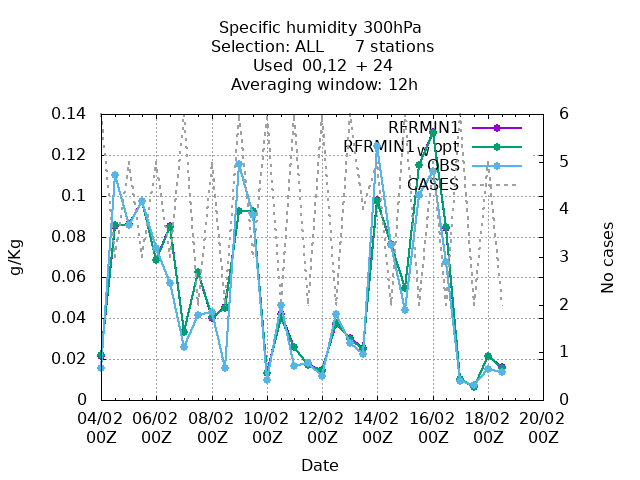 Specific humidity 300hPa
Selection: ALL 7 stations
Used 00,12 + 24
Averaging window: 12h
RFRMIN1
RFRMIN1w opt
OBS
CASES
0.14
0.12
0.1
0.08
0.06
0.04
0.02
0
6
5
4
3
2
1
0
g/Kg
No cases
04/02 06/02 08/02 10/02 12/02 14/02 16/02 18/02 20/02
00Z 00Z 00Z 00Z 00Z 00Z 00Z 00Z 00Z
Date